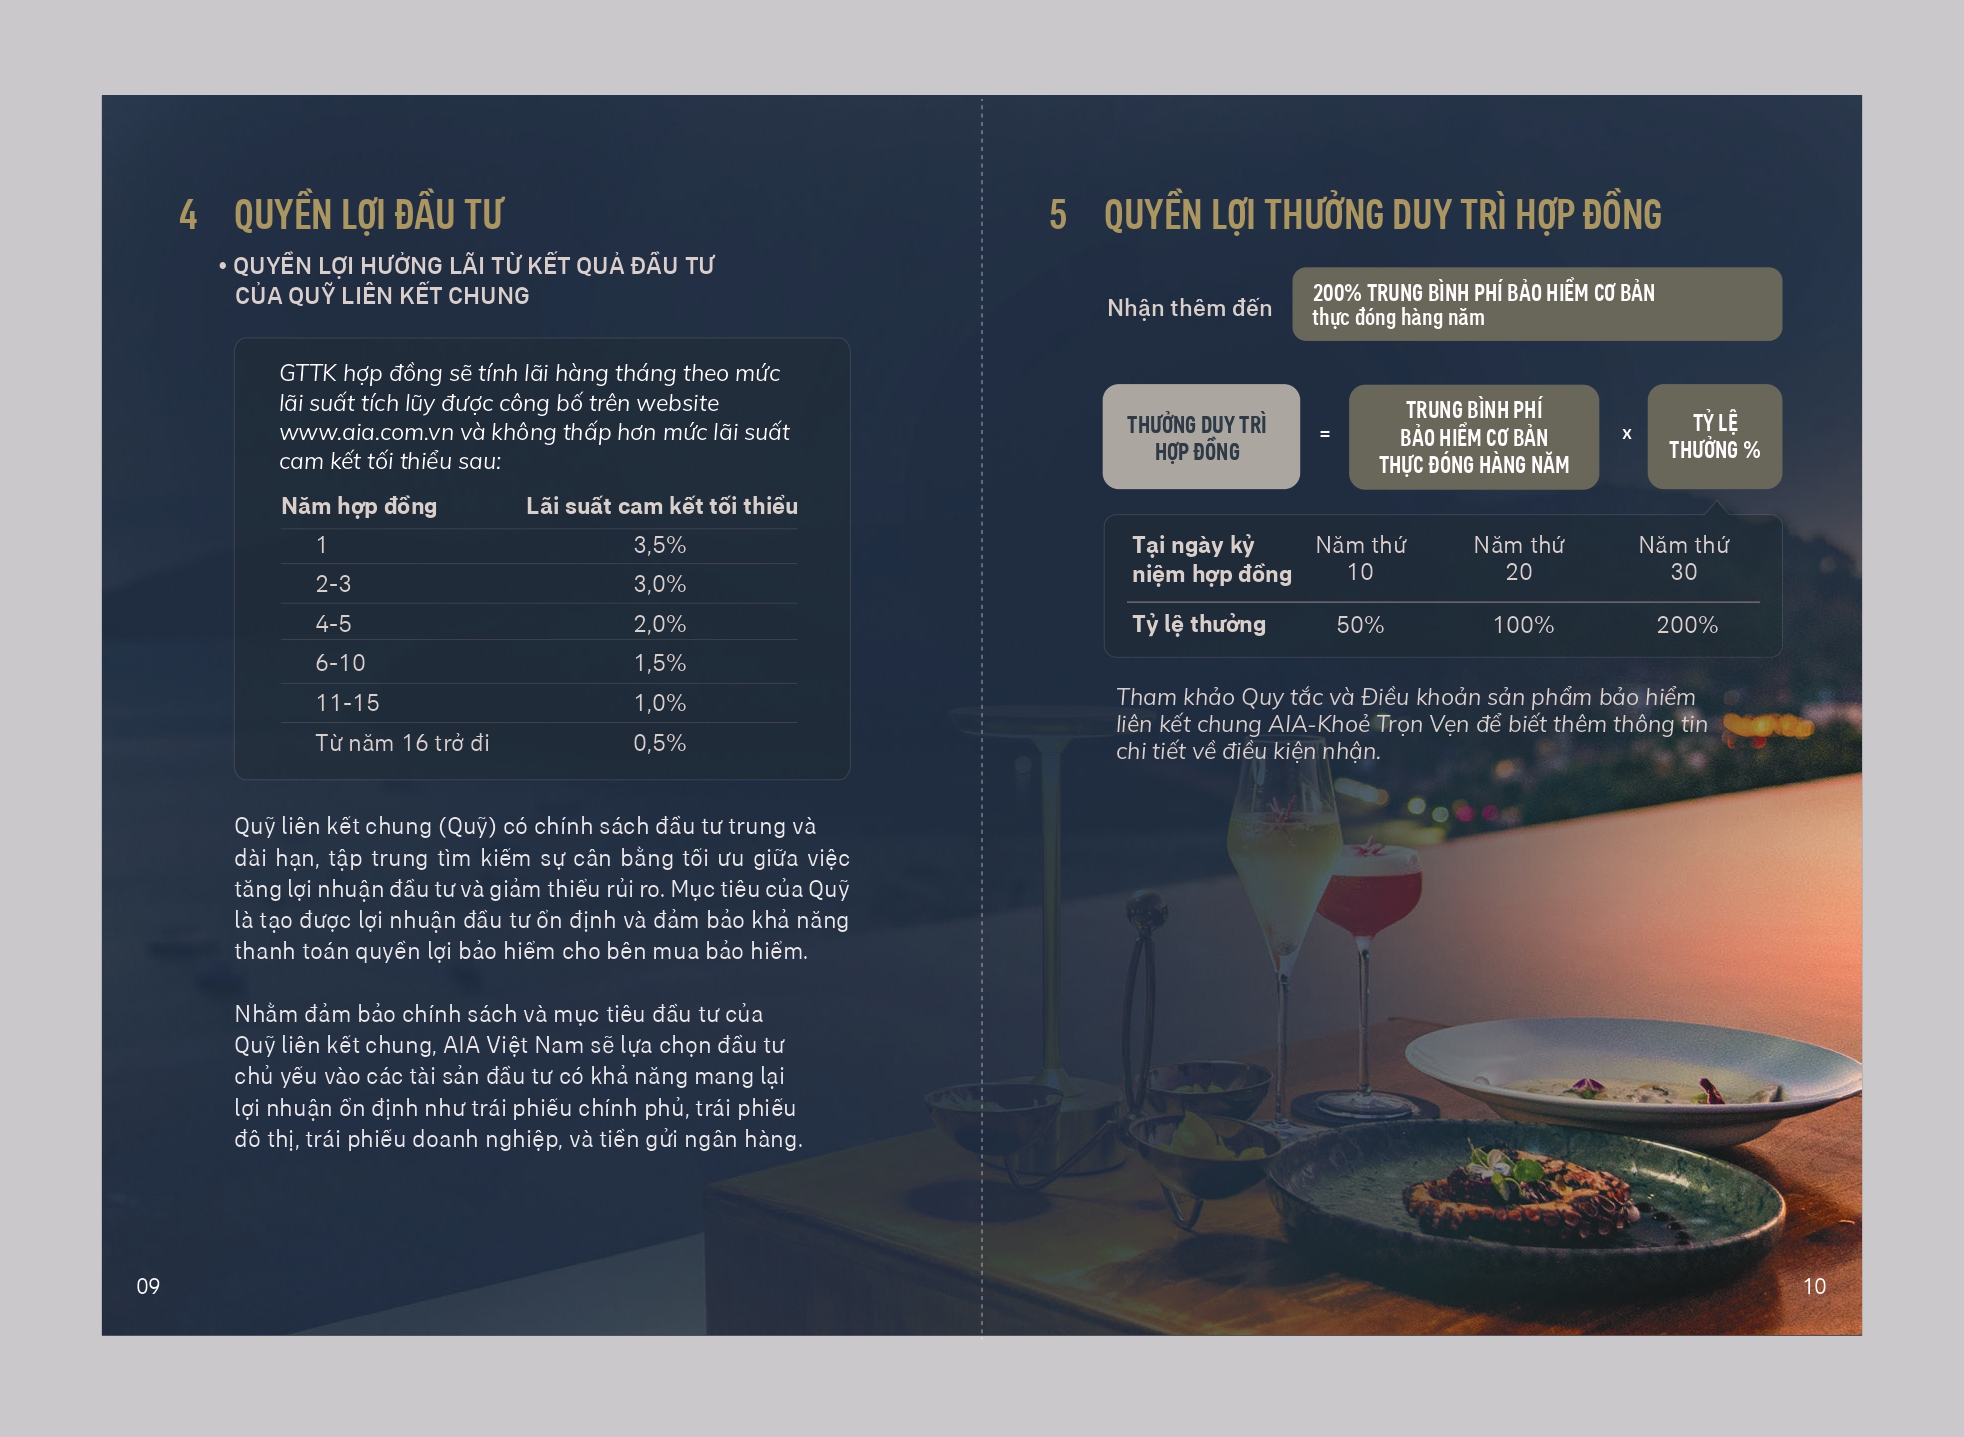 4 QUYỀN LỢI ĐẦU TƯ
• QUYỀN LỢI HƯỞNG LÃI TỪ KẾT QUẢ ĐẦU TƯ
CỦA QUỸ LIÊN KẾT CHUNG
GTTK hợp đồng sẽ tính lãi hàng tháng theo mức
lãi suất tích lũy được công bố trên website
www.aia.com.vn và không thấp hơn mức lãi suất
cam kết tối thiểu sau:
Năm hợp đồng Lãi suất cam kết tối thiểu
1 3,5%
2-3 3,0%
4-5 2,0%
6-10 1,5%
11-15 1,0%
Từ năm 16 trở đi 0,5%
Quỹ liên kết chung (Quỹ) có chính sách đầu tư trung và
dài hạn, tập trung tìm kiếm sự cân bằng tối ưu giữa việc
tăng lợi nhuận đầu tư và giảm thiểu rủi ro. Mục tiêu của Quỹ
là tạo được lợi nhuận đầu tư ổn định và đảm bảo khả năng
thanh toán quyền lợi bảo hiểm cho bên mua bảo hiểm.
Nhằm đảm bảo chính sách và mục tiêu đầu tư của
Quỹ liên kết chung, AIA Việt Nam sẽ lựa chọn đầu tư
chủ yếu vào các tài sản đầu tư có khả năng mang lại
lợi nhuận ổn định như trái phiếu chính phủ, trái phiếu
đô thị, trái phiếu doanh nghiệp, và tiền gửi ngân hàng.
09
5 QUYỀN LỢI THƯỞNG DUY TRÌ HỢP ĐỒNG
Nhận thêm đến
200% TRUNG BÌNH PHÍ BẢO HIỂM CƠ BẢN
thực đóng hàng năm
THƯỞNG DUY TRÌ
HỢP ĐỒNG
=
TRUNG BÌNH PHÍ
BẢO HIỂM CƠ BẢN
THỰC ĐÓNG HÀNG NĂM
x
TỶ LỆ
THƯỞNG %
Tại ngày kỷ Năm thứ Năm thứ Năm thứ
niệm hợp đồng 10 20 30
Tỷ lệ thưởng 50% 100% 200%
Tham khảo Quy tắc và Điều khoản sản phẩm bảo hiểm
liên kết chung AIA-Khoẻ Trọn Vẹn để biết thêm thông tin
chi tiết về điều kiện nhận.
10